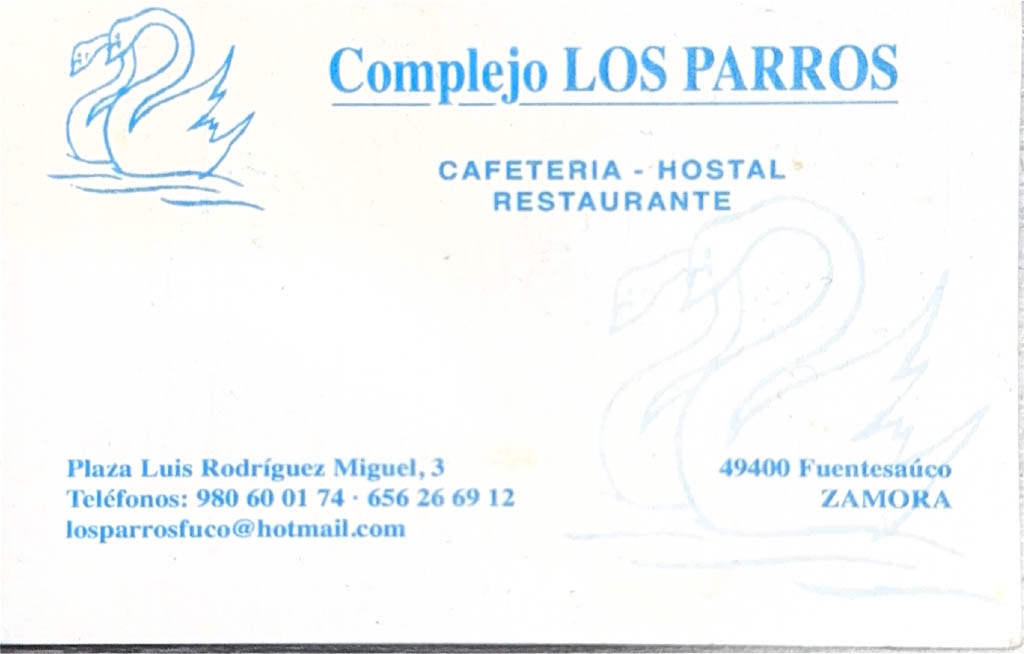 Complejo LOS PARROS
CAFETERIA - HOSTAL
RESTAURANTE
Plaza Luis Rodríguez Miguel, 3
Teléfonos: 980 60 01 74 · 656 26 69 12
losparrosfuco@hotmail.com
49400 Fuentesaúco
ZAMORA